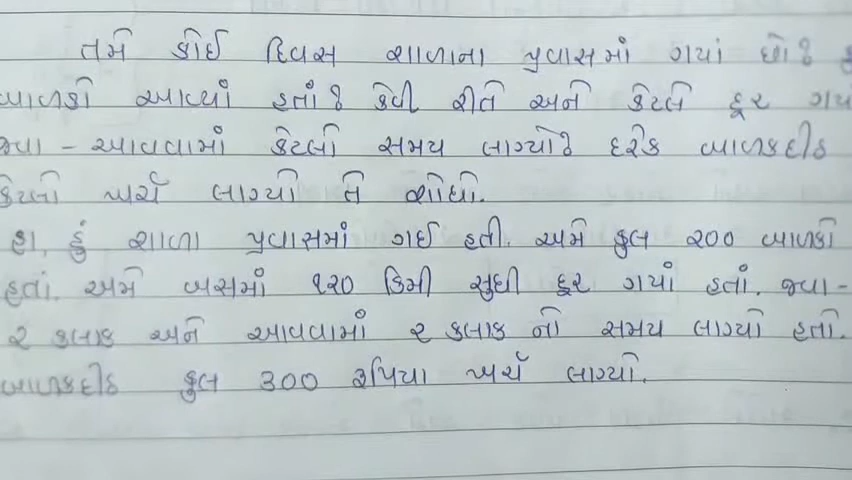 તમે કોઈ દિવસ શાળાના પ્રવાસમાં ગયાં છો?
બાળકો આવ્યાં હતાં? કેવી રીતે અને કેટલે દૂર ગયાં
જવા - આવવામાં કેટલો સમય લાગ્યો? દરેક બાળકદીઠ
કેટલો ખર્ચ લાગ્યો તે શોધો.
હા, હું શાળા પ્રવાસમાં ગઈ હતી. અમે કુલ ૨૦૦ બાળકો
હતાં. અમે બસમાં ૧૨૦ કિમી સુધી દૂર ગયાં હતાં. જવા-
૨ કલાક અને આવવામાં ૨ કલાક નો સમય લાગ્યો હતો.
બાળકદીઠ કુલ ૩૦૦ રૂપિયા ખર્ચ લાગ્યો.